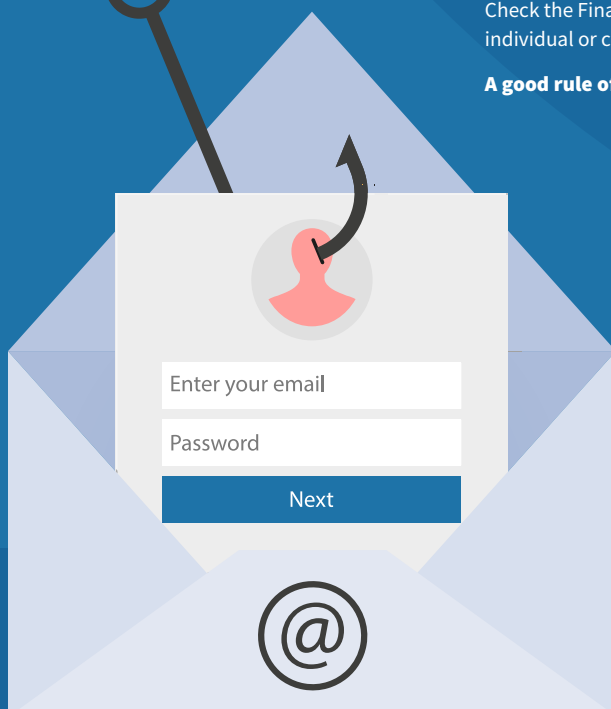 Check the Fina
individual or c
A good rule of
Enter your email
Password
Next
@